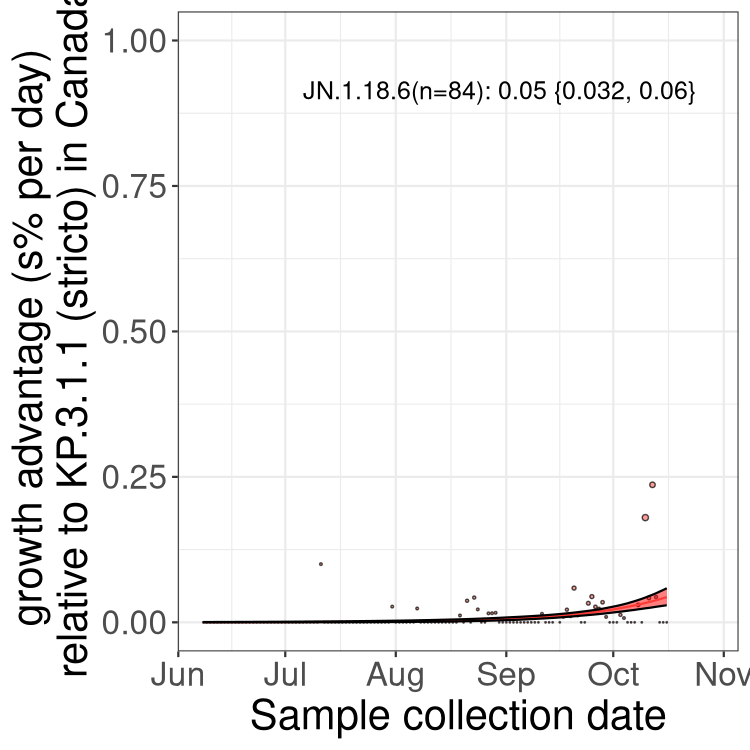 growth advantage (s% per day)
relative to KP.3.1.1 (stricto) in Canada
1.00
0.75
0.50
0.25
0.00
JN.1.18.6(n=84): 0.05 {0.032, 0.06}
Jun Jul Aug Sep Oct Nov
Sample collection date